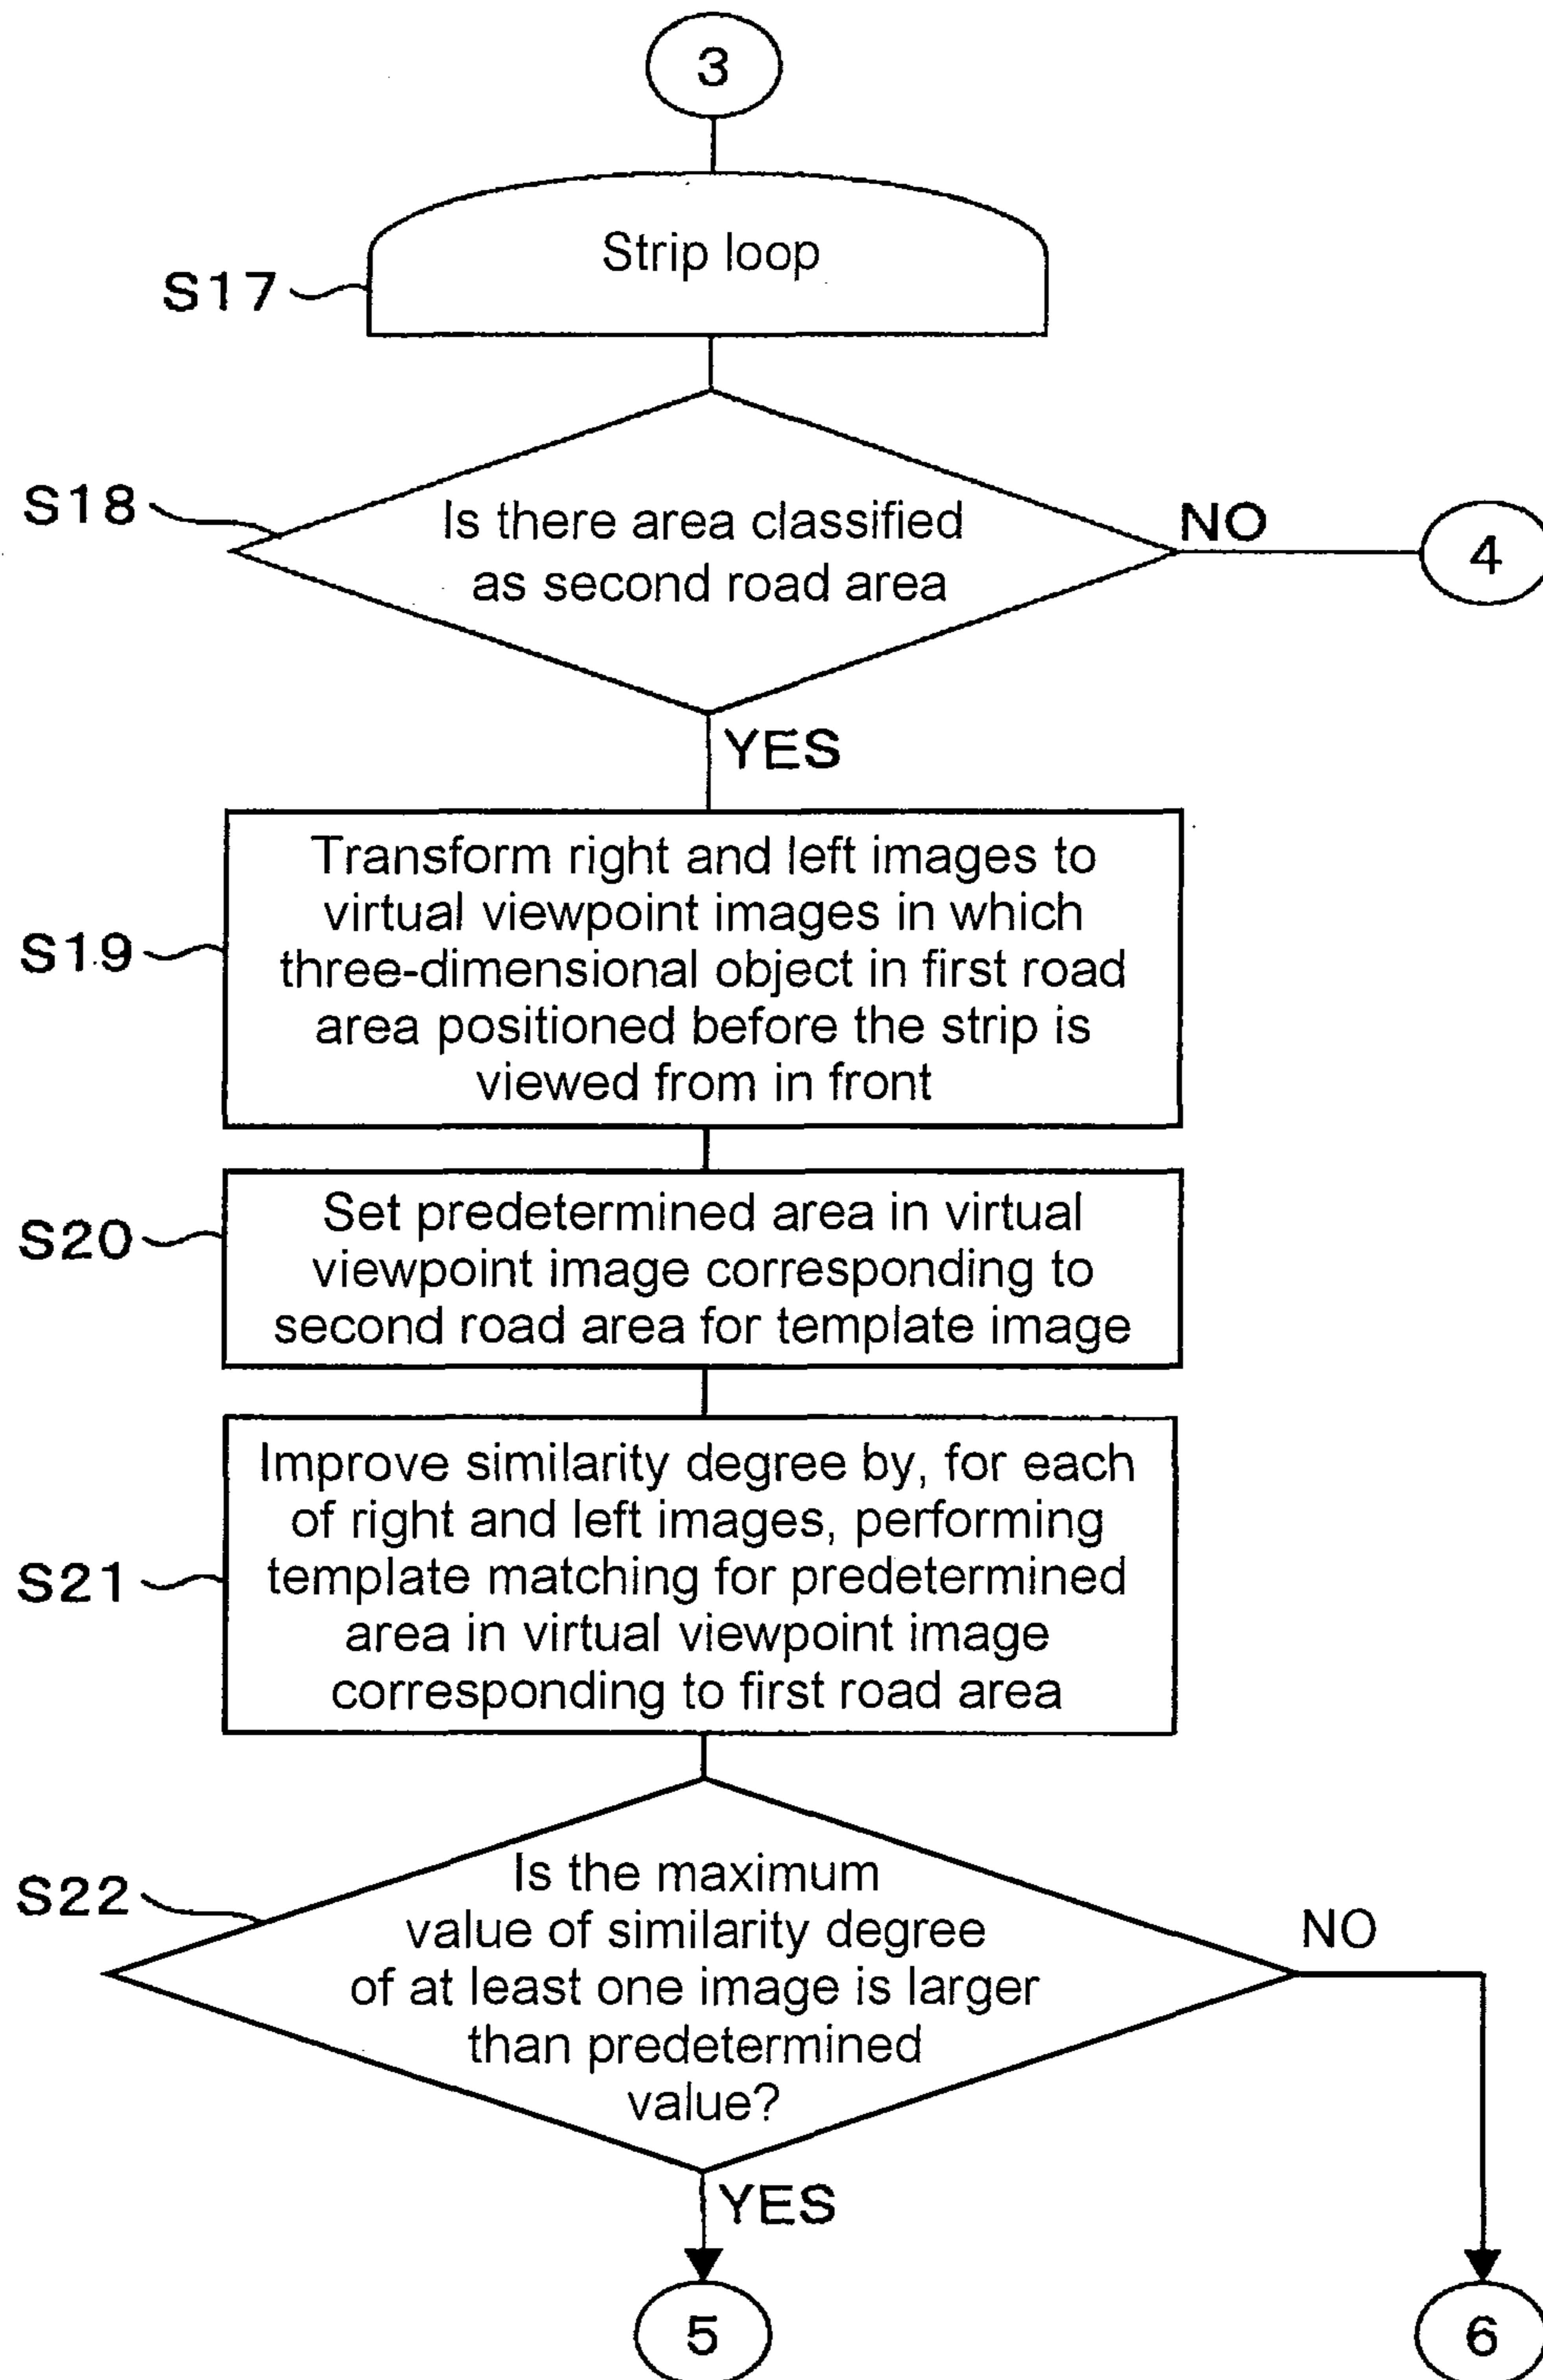 3
Strip loop
S17
S18
Is there area classified
as second road area
NO
4
YES
Transform right and left images to
virtual viewpoint images in which
three-dimensional object in first road
area positioned before the strip is
viewed from in front
S19
Set predetermined area in virtual
viewpoint image corresponding to
second road area for template image
S20
Improve similarity degree by, for each
of right and left images, performing
template matching for predetermined
area in virtual viewpoint image
corresponding to first road area
S21
S22
Is the maximum
value of similarity degree
of at least one image is larger
than predetermined
value?
NO
YES
5
6